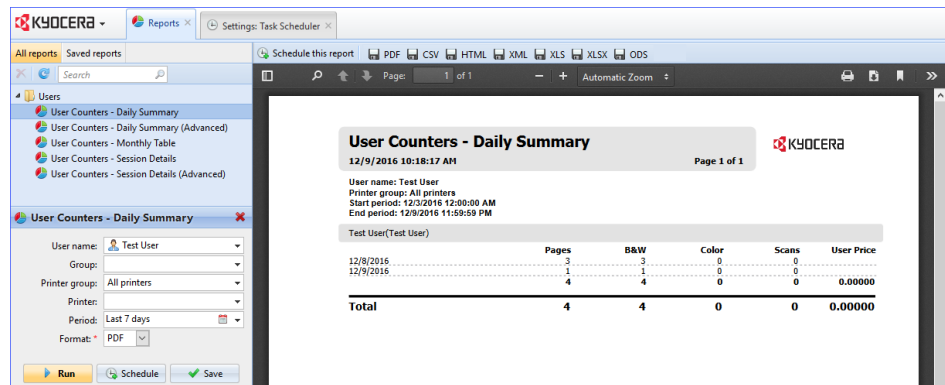 KYOCERA Reports Settings: Task Scheduler
All reports Saved reports
Search
Users
User Counters - Daily Summary
User Counters - Daily Summary (Advanced)
User Counters - Monthly Table
User Counters - Session Details
User Counters - Session Details (Advanced)
User Counters - Daily Summary
User name: Test User
Group:
Printer group: All printers
Printer:
Period: Last 7 days
Format: * PDF
Run Schedule Save
Schedule this report PDF CSV HTML XML XLS XLSX ODS
Page: 1 of 1 Automatic Zoom
User Counters - Daily Summary
KYOCERA
12/9/2016 10:18:17 AM Page 1 of 1
User name: Test User
Printer group: All printers
Start period: 12/3/2016 12:00:00 AM
End period: 12/9/2016 11:59:59 PM
Test User(Test User)
Pages B&W Color Scans User Price
12/8/2016 3 3 0 0
12/9/2016 1 1 0 0
4 4 0 0 0.00000
Total 4 4 0 0 0.00000